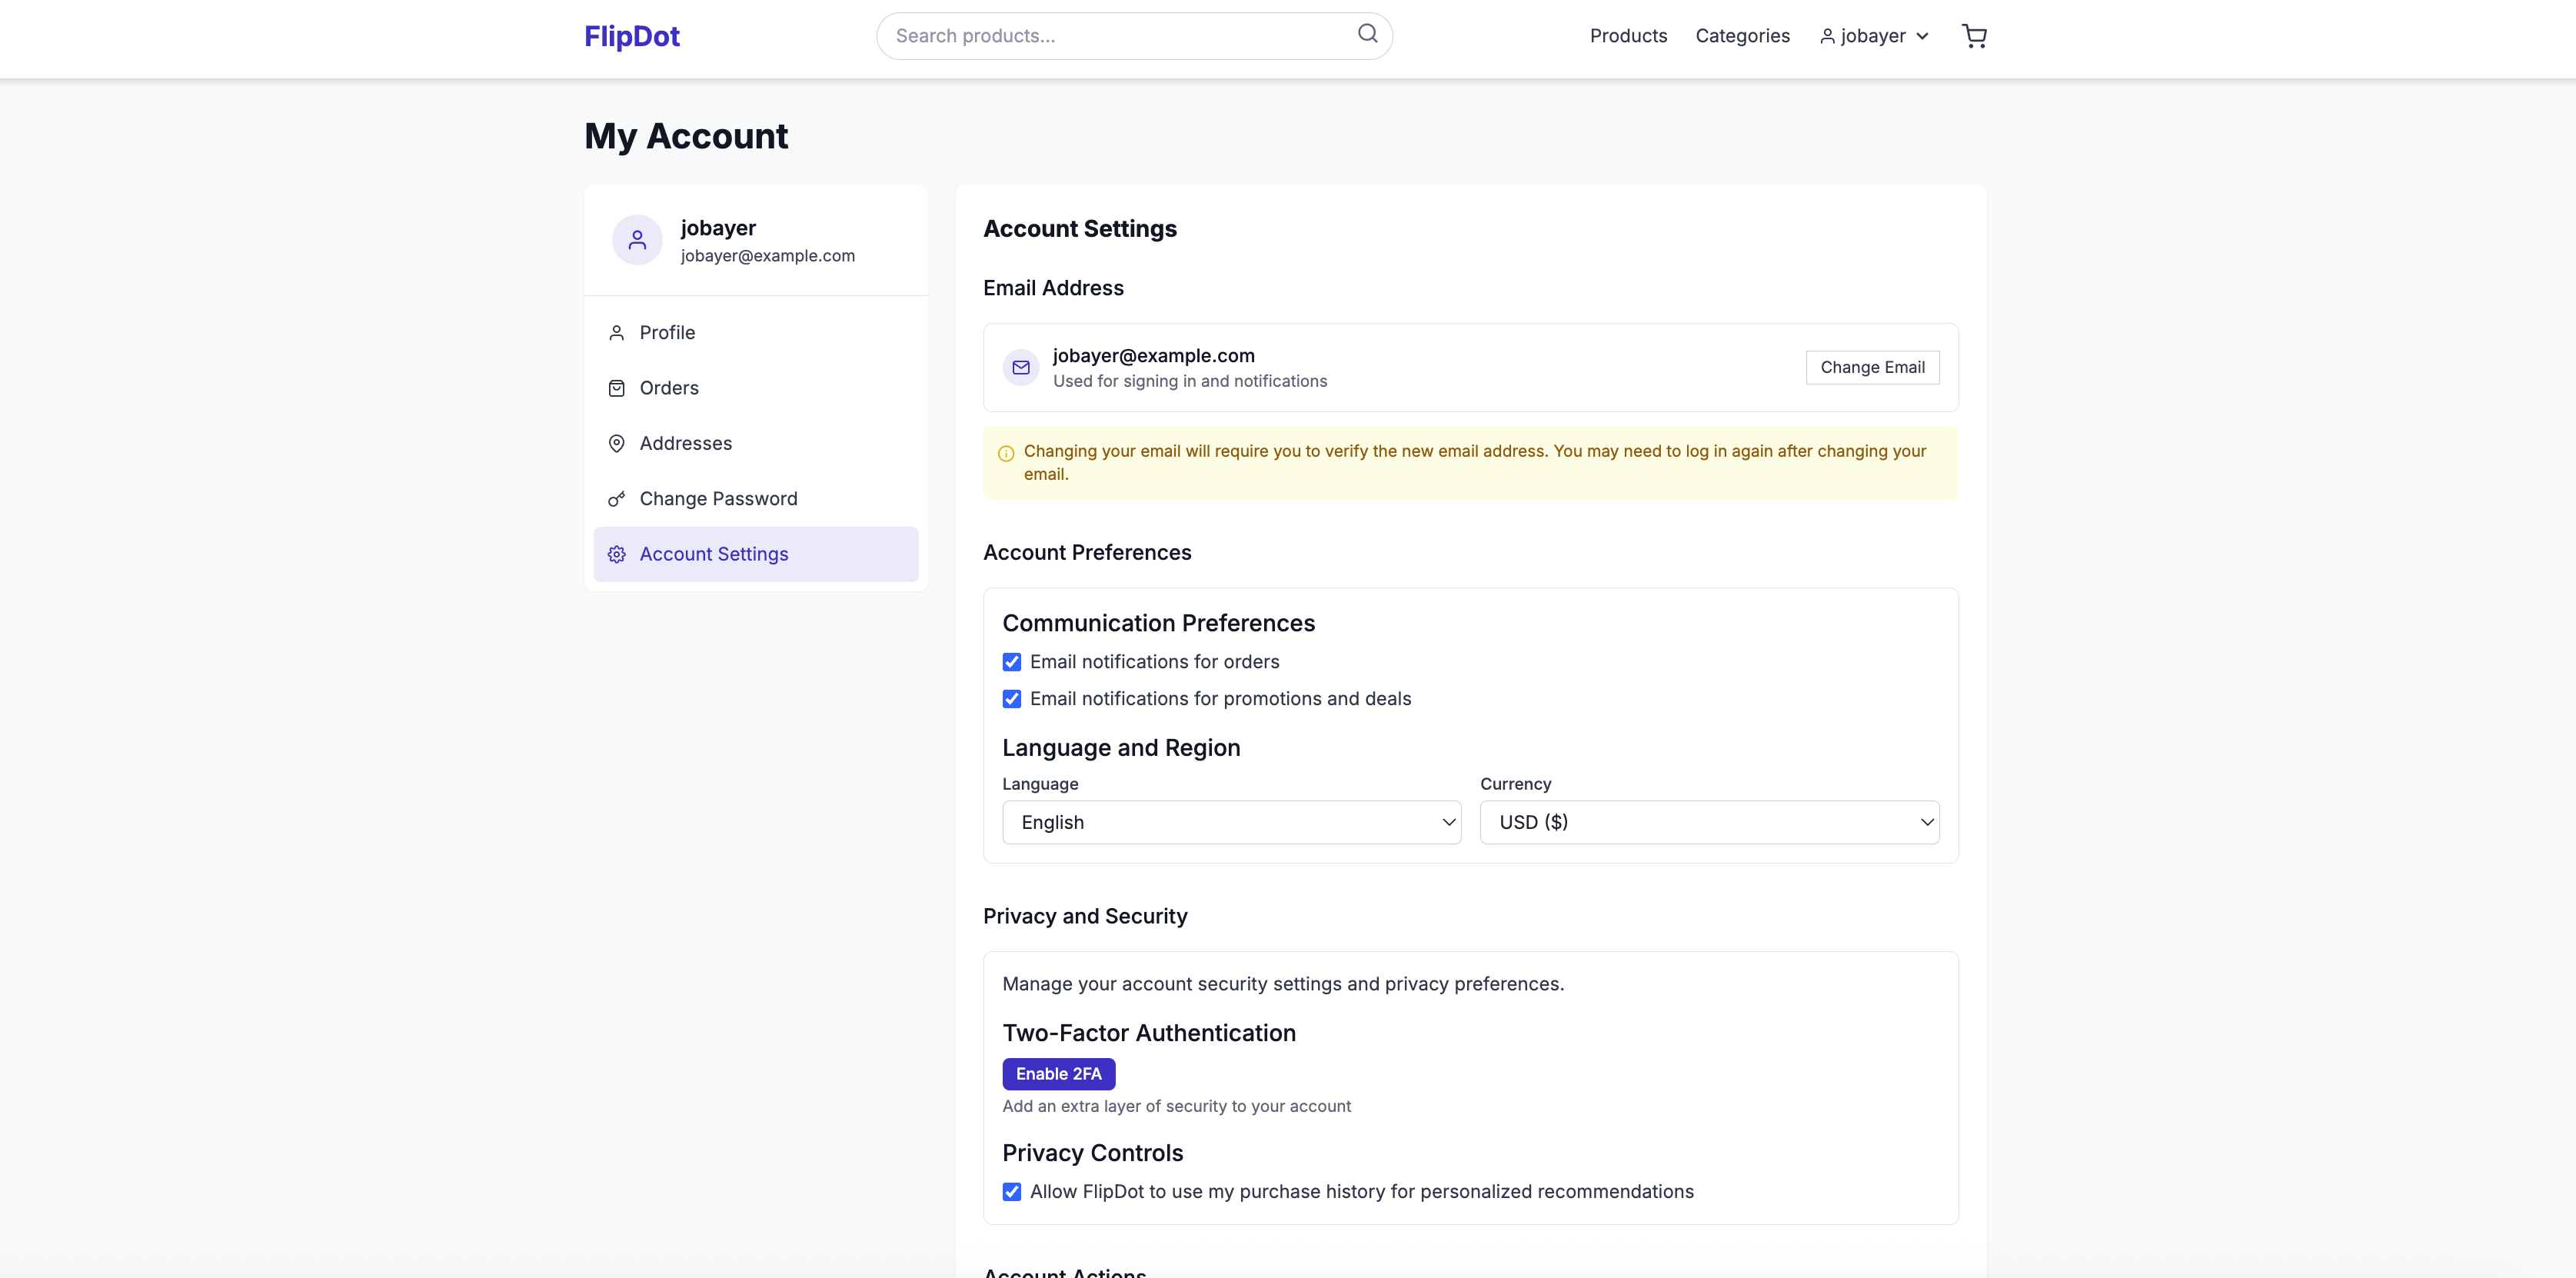 FlipDot
Search products...
Products
Categories
jobayer
My Account
jobayer
jobayer@example.com
Profile
Orders
Addresses
Change Password
Account Settings
Account Settings
Email Address
jobayer@example.com
Used for signing in and notifications
Change Email
Changing your email will require you to verify the new email address. You may need to log in again after changing your
email.
Account Preferences
Communication Preferences
Email notifications for orders
Email notifications for promotions and deals
Language and Region
Language
Currency
English
USD ($)
Privacy and Security
Manage your account security settings and privacy preferences.
Two-Factor Authentication
Enable 2FA
Add an extra layer of security to your account
Privacy Controls
Allow FlipDot to use my purchase history for personalized recommendations
Account Actions